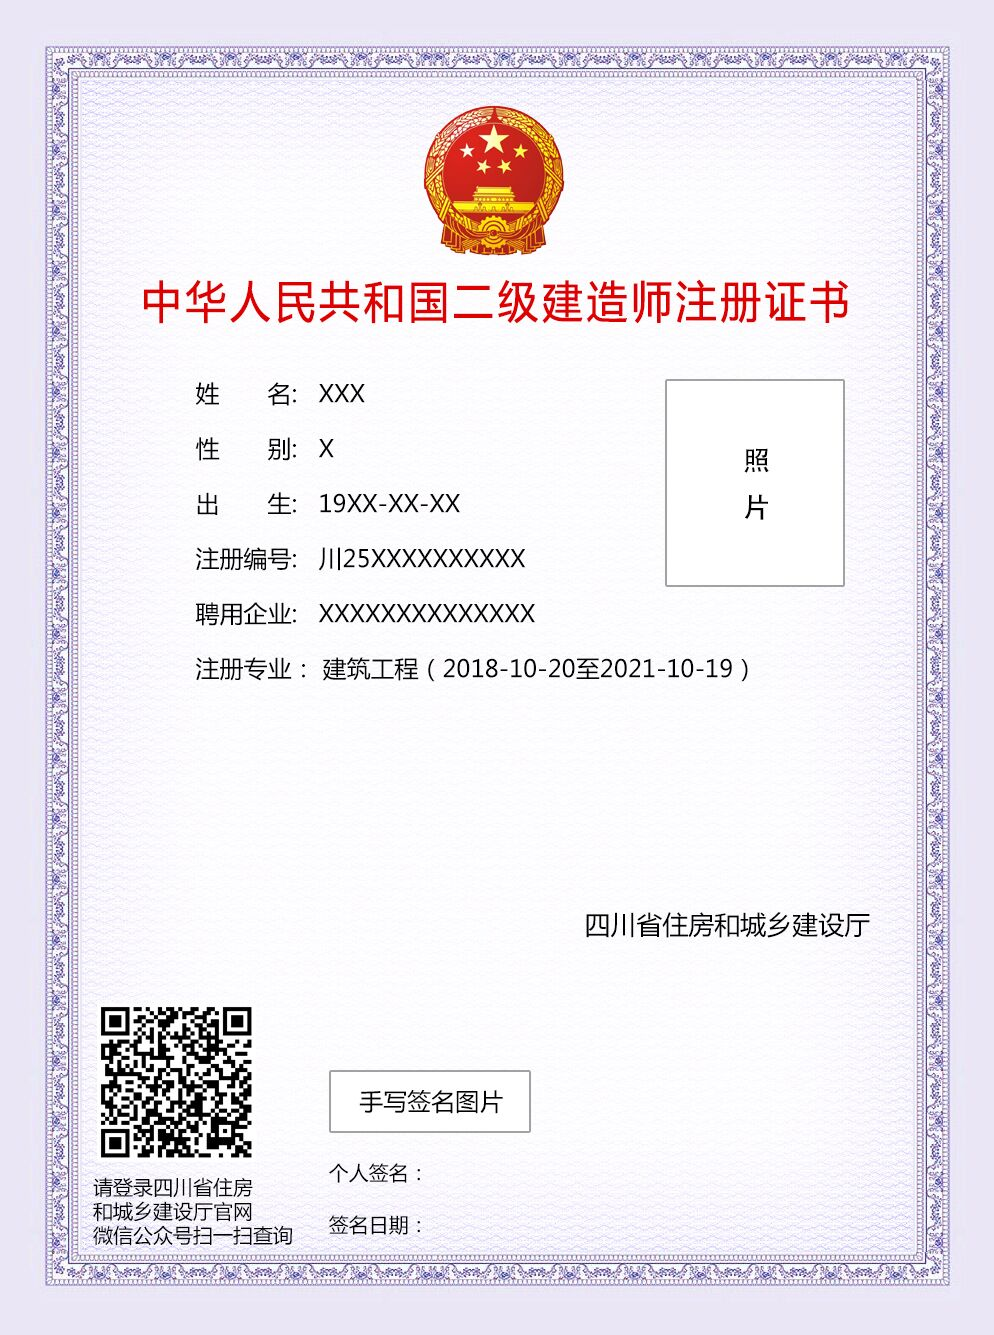 中华人民共和国二级建造师注册证书
姓 名: XXX
性 别: X
出 生: 19XX-XX-XX
注册编号: 川25XXXXXXXXXX
聘用企业: XXXXXXXXXXXXXX
注册专业： 建筑工程（2018-10-20至2021-10-19）
照
片
四川省住房和城乡建设厅
手写签名图片
个人签名：
签名日期：
请登录四川省住房
和城乡建设厅官网
微信公众号扫一扫查询